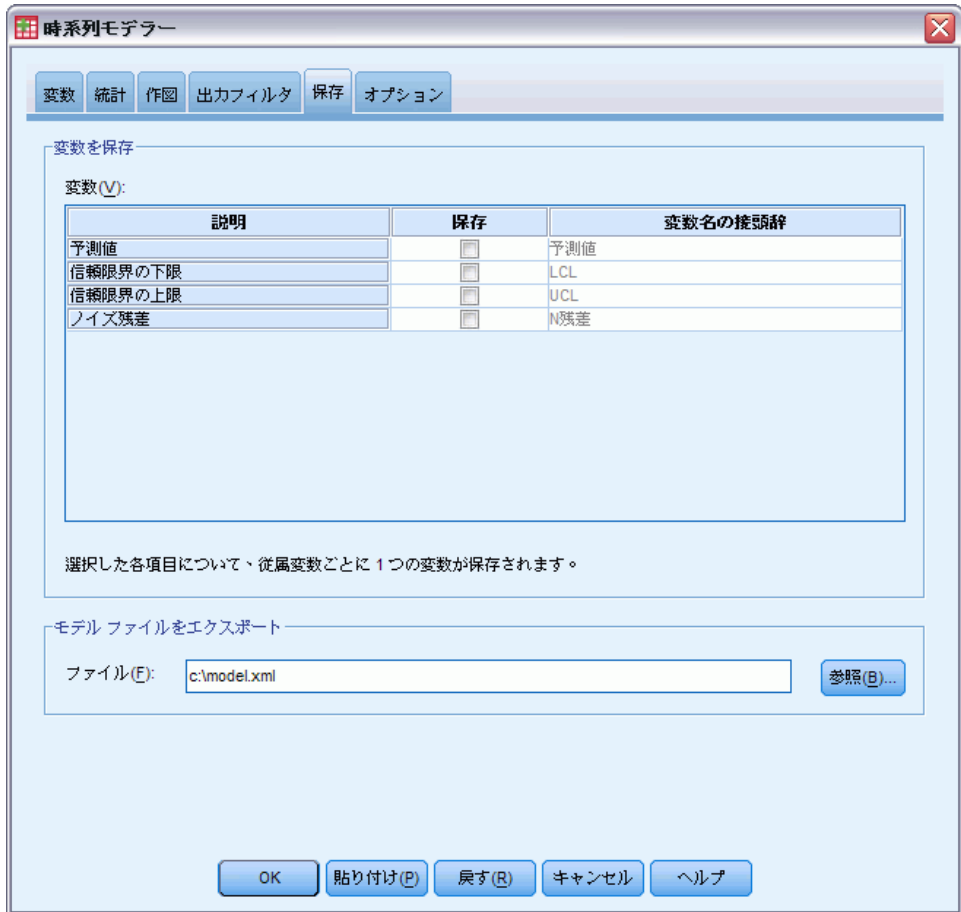 時系列モデラー
変数 統計 作図 出力フィルタ 保存 オプション
変数を保存
変数(V):
説明 保存 変数名の接頭辞
予測値 予測値
信頼限界の下限 LCL
信頼限界の上限 UCL
ノイズ残差 N残差
選択した各項目について、従属変数ごとに 1 つの変数が保存されます。
モデル ファイルをエクスポート
ファイル(F): c:\model.xml 参照(B)...
OK 貼り付け(P) 戻す(R) キャンセル ヘルプ